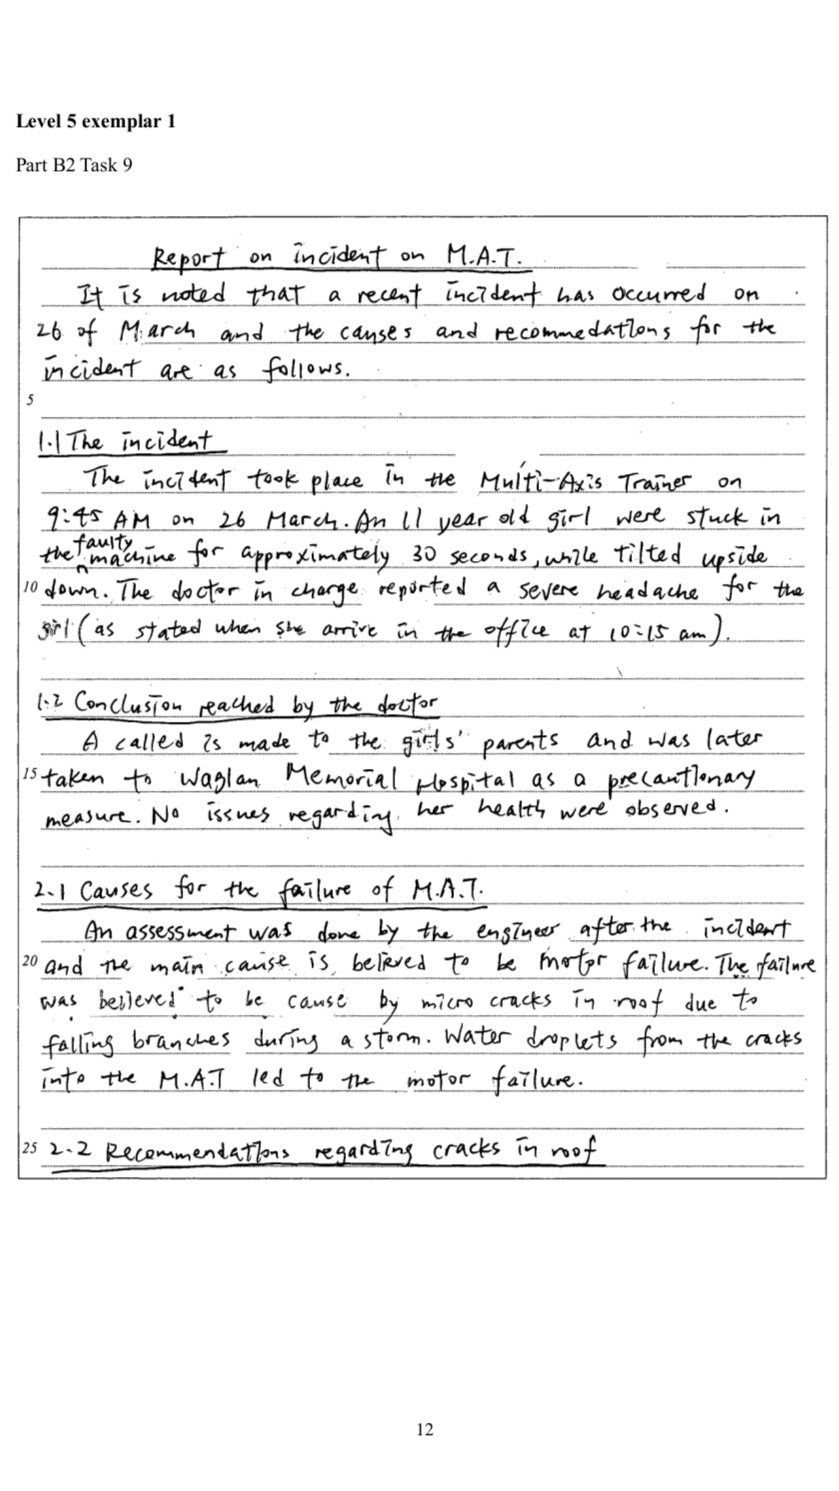 Level 5 exemplar 1
Part B2 Task 9
Report on incident on M.A.T.
It is noted that a recent incident has occurred on
26 of March and the causes and recommedations for the
incident are as follows.
5
1.1 The incident
The incident took place in the Multi-Axis Trainer on
9:45 AM on 26 March. An 11 year old girl were stuck in
the faulty machine for approximately 30 seconds, while tilted upside
10 down. The doctor in charge reported a severe headache for the
girl (as stated when she arrive in the office at 10:15 am).
1.2 Conclusion reached by the doctor
A called is made to the girls' parents and was later
15 taken to Waglan Memorial Hospital as a precautionary
measure. No issues regarding her health were observed.
2.1 Causes for the failure of M.A.T.
An assessment was done by the engineer after the incident
20 and the main cause is believed to be motor failure. The failure
was believed to be cause by micro cracks in roof due to
falling branches during a storm. Water droplets from the cracks
into the M.A.T led to the motor failure.
25 2.2 Recommendations regarding cracks in roof
12